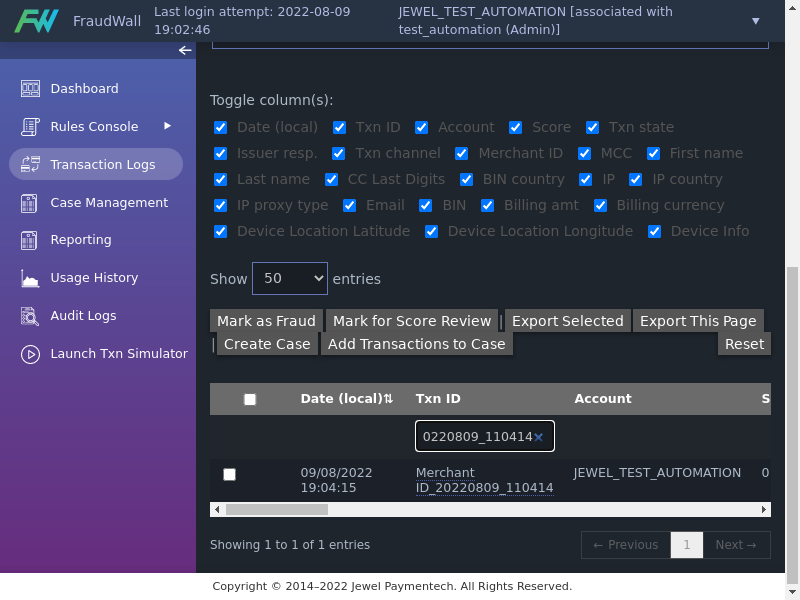 FraudWall
Last login attempt: 2022-08-09
19:02:46
JEWEL_TEST_AUTOMATION [associated with
test_automation (Admin)]
Dashboard
Rules Console
Transaction Logs
Case Management
Reporting
Usage History
Audit Logs
Launch Txn Simulator
Toggle column(s):
Date (local) Txn ID Account Score Txn state
Issuer resp. Txn channel Merchant ID MCC First name
Last name CC Last Digits BIN country IP IP country
IP proxy type Email BIN Billing amt Billing currency
Device Location Latitude Device Location Longitude Device Info
Show 50 entries
Mark as Fraud Mark for Score Review | Export Selected Export This Page
| Create Case Add Transactions to Case Reset
Date (local)⇅ Txn ID Account S
0220809_110414
09/08/2022 Merchant JEWEL_TEST_AUTOMATION 0
19:04:15 ID_20220809_110414
Showing 1 to 1 of 1 entries ← Previous 1 Next →
Copyright © 2014–2022 Jewel Paymentech. All Rights Reserved.